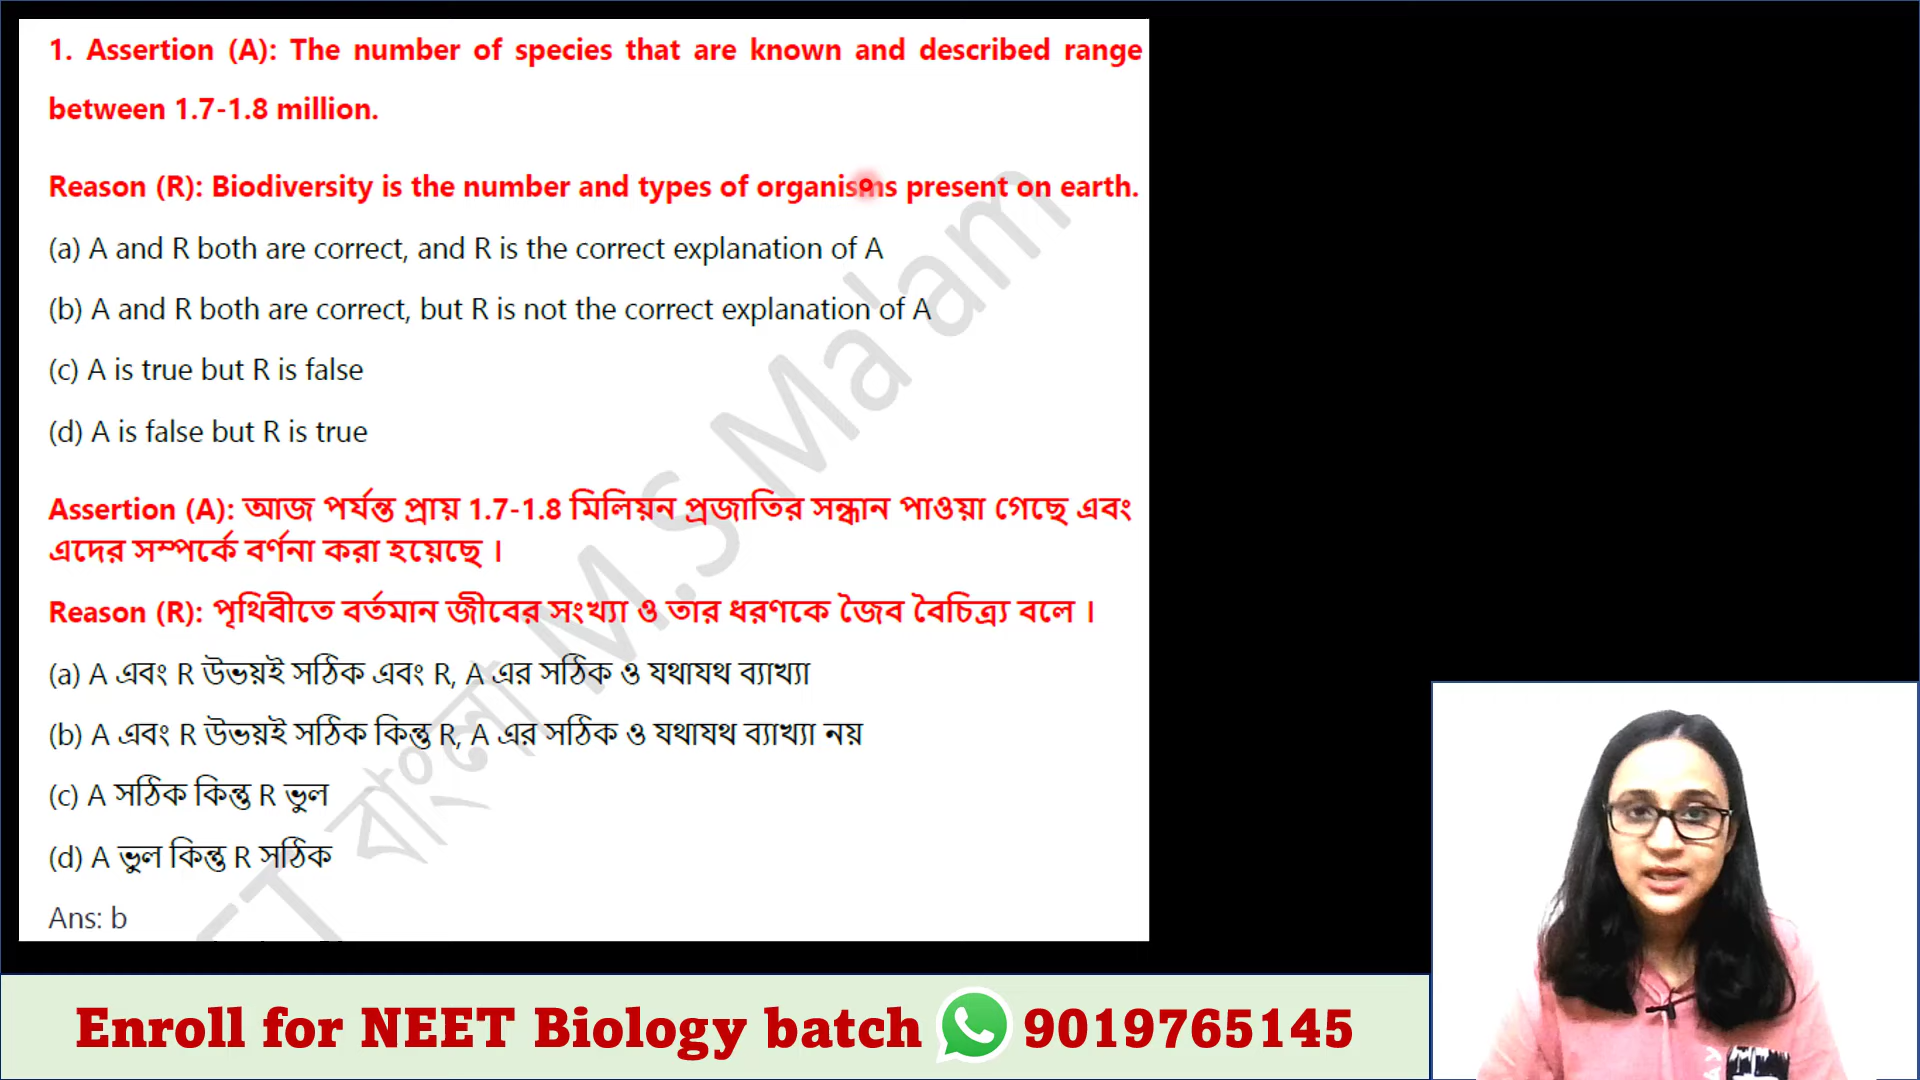 1. Assertion (A): The number of species that are known and described range
between 1.7-1.8 million.
Reason (R): Biodiversity is the number and types of organisms present on earth.
(a) A and R both are correct, and R is the correct explanation of A
(b) A and R both are correct, but R is not the correct explanation of A
(c) A is true but R is false
(d) A is false but R is true
Assertion (A): আজ পর্যন্ত প্রায় 1.7-1.8 মিলিয়ন প্রজাতির সন্ধান পাওয়া গেছে এবং
এদের সম্পর্কে বর্ণনা করা হয়েছে ।
Reason (R): পৃথিবীতে বর্তমান জীবের সংখ্যা ও তার ধরণকে জৈব বৈচিত্র্য বলে ।
(a) A এবং R উভয়ই সঠিক এবং R, A এর সঠিক ও যথাযথ ব্যাখ্যা
(b) A এবং R উভয়ই সঠিক কিন্তু R, A এর সঠিক ও যথাযথ ব্যাখ্যা নয়
(c) A সঠিক কিন্তু R ভুল
(d) A ভুল কিন্তু R সঠিক
Ans: b
বাংলা M.S Ma'am
Enroll for NEET Biology batch 9019765145